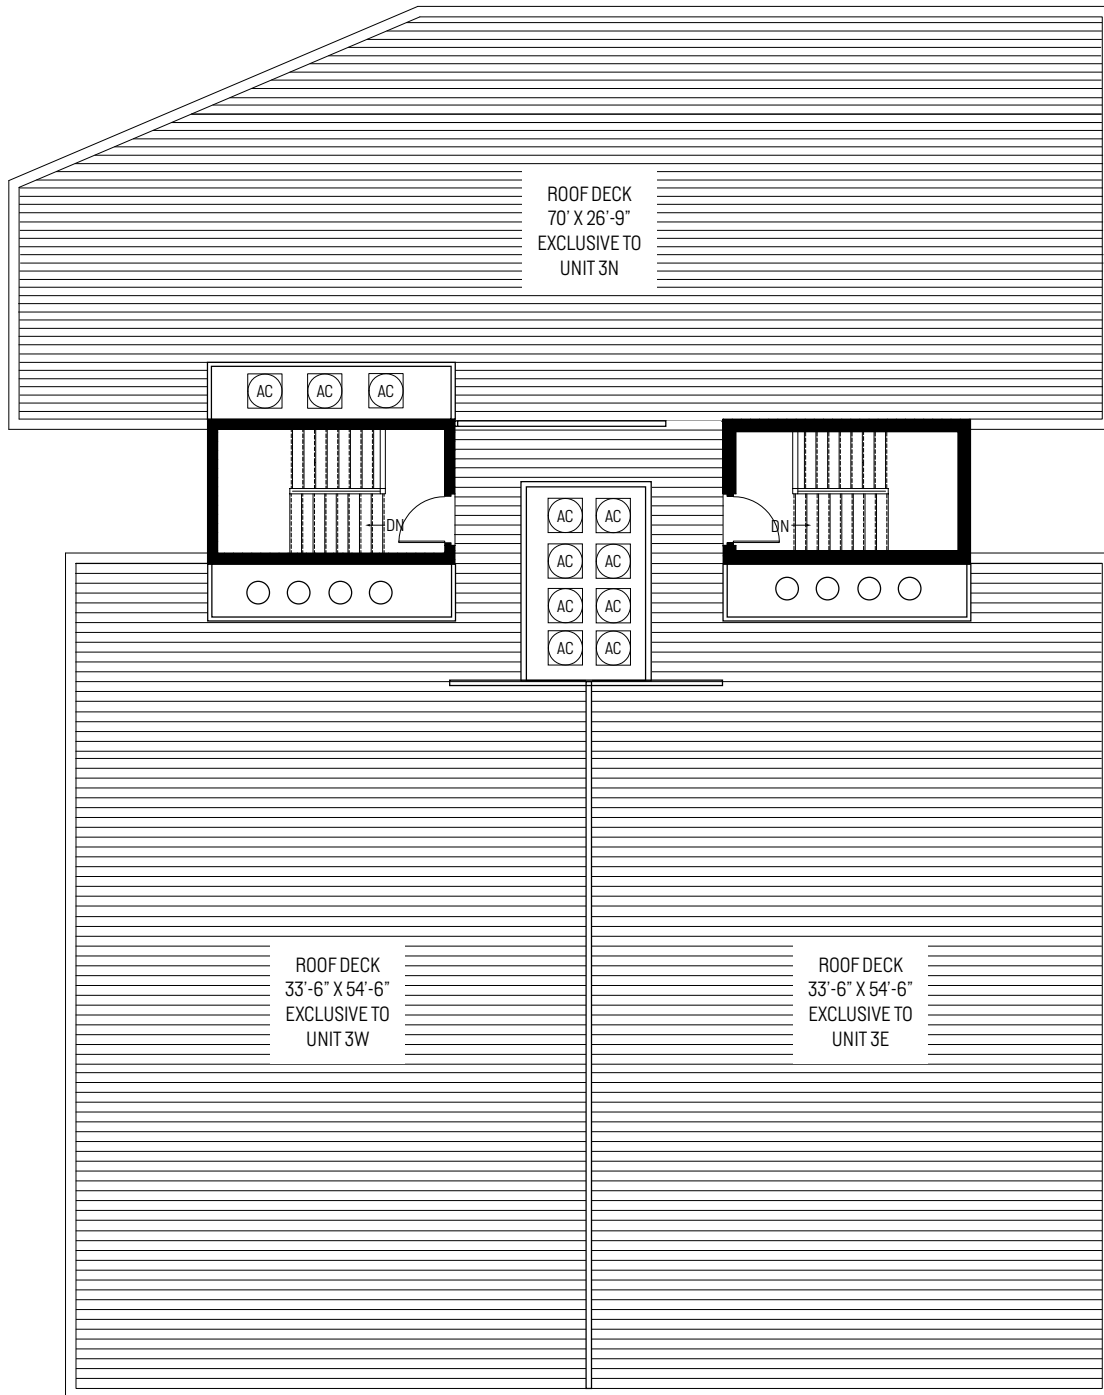 ROOF DECK
70' X 26'-9"
EXCLUSIVE TO
UNIT 3N
AC AC AC
AC AC
DN
DN
AC AC
AC AC
AC AC
ROOF DECK
33'-6" X 54'-6"
EXCLUSIVE TO
UNIT 3W
ROOF DECK
33'-6" X 54'-6"
EXCLUSIVE TO
UNIT 3E